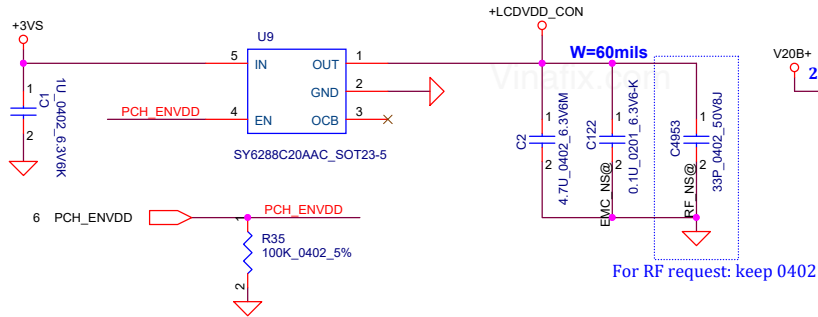 +3VS
U9
+LCDVDD_CON
W=60mils
V20B+
2
5 IN OUT 1
GND 2
4 EN OCB 3
PCH_ENVDD
SY6288C20AAC_SOT23-5
1
C1
2
1U_0402_6.3V6K
1
C2
2
4.7U_0402_6.3V6M
1
C122
2
EMC_NS@
0.1U_0201_6.3V6-K
1
C4953
2
RF_NS@
33P_0402_50V8J
Vinafix.com
6 PCH_ENVDD
PCH_ENVDD
1
R35
100K_0402_5%
2
For RF request: keep 0402